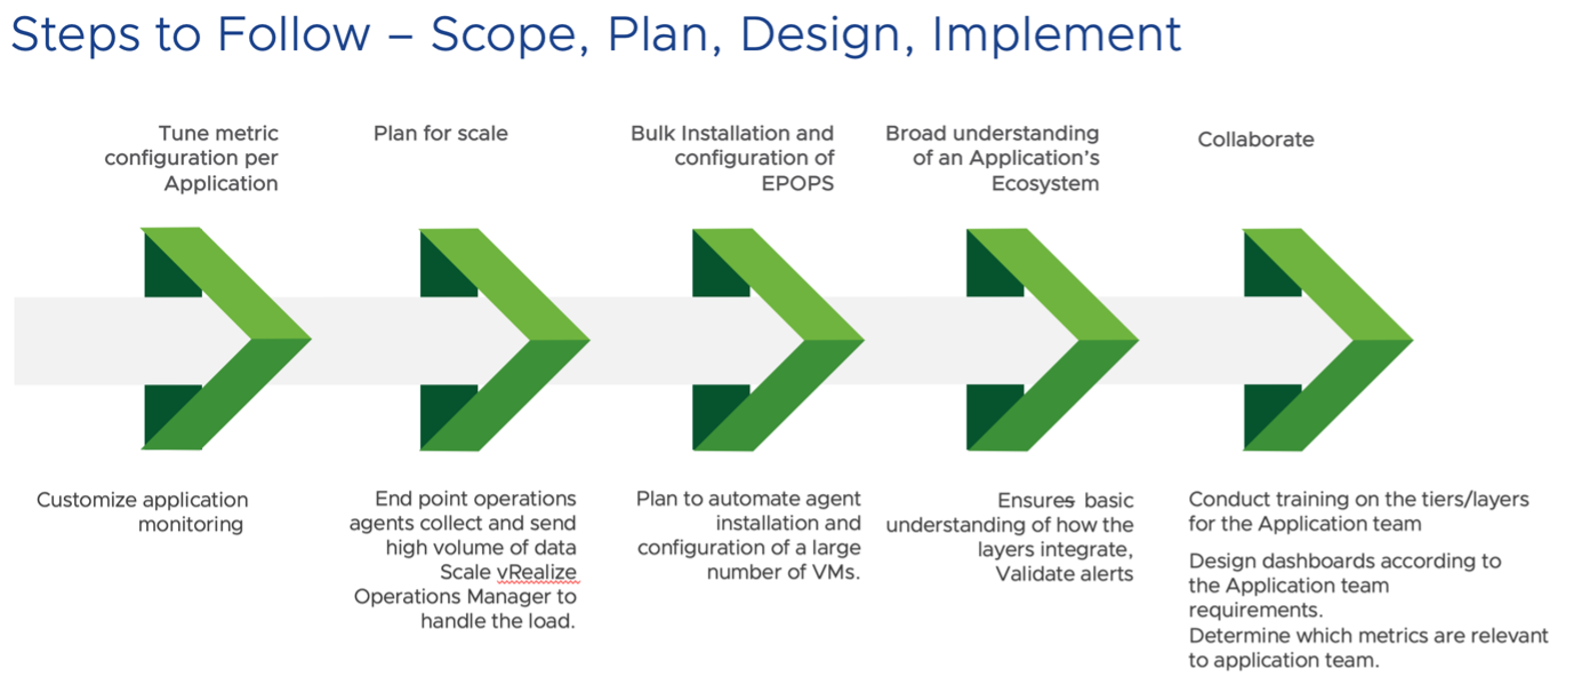 Steps to Follow – Scope, Plan, Design, Implement
Tune metric
configuration per
Application
Plan for scale
Bulk Installation and
configuration of
EPOPS
Broad understanding
of an Application’s
Ecosystem
Collaborate
Customize application
monitoring
End point operations
agents collect and send
high volume of data
Scale vRealize
Operations Manager to
handle the load.
Plan to automate agent
installation and
configuration of a large
number of VMs.
Ensures basic
understanding of how the
layers integrate,
Validate alerts
Conduct training on the tiers/layers
for the Application team
Design dashboards according to
the Application team
requirements.
Determine which metrics are relevant
to application team.